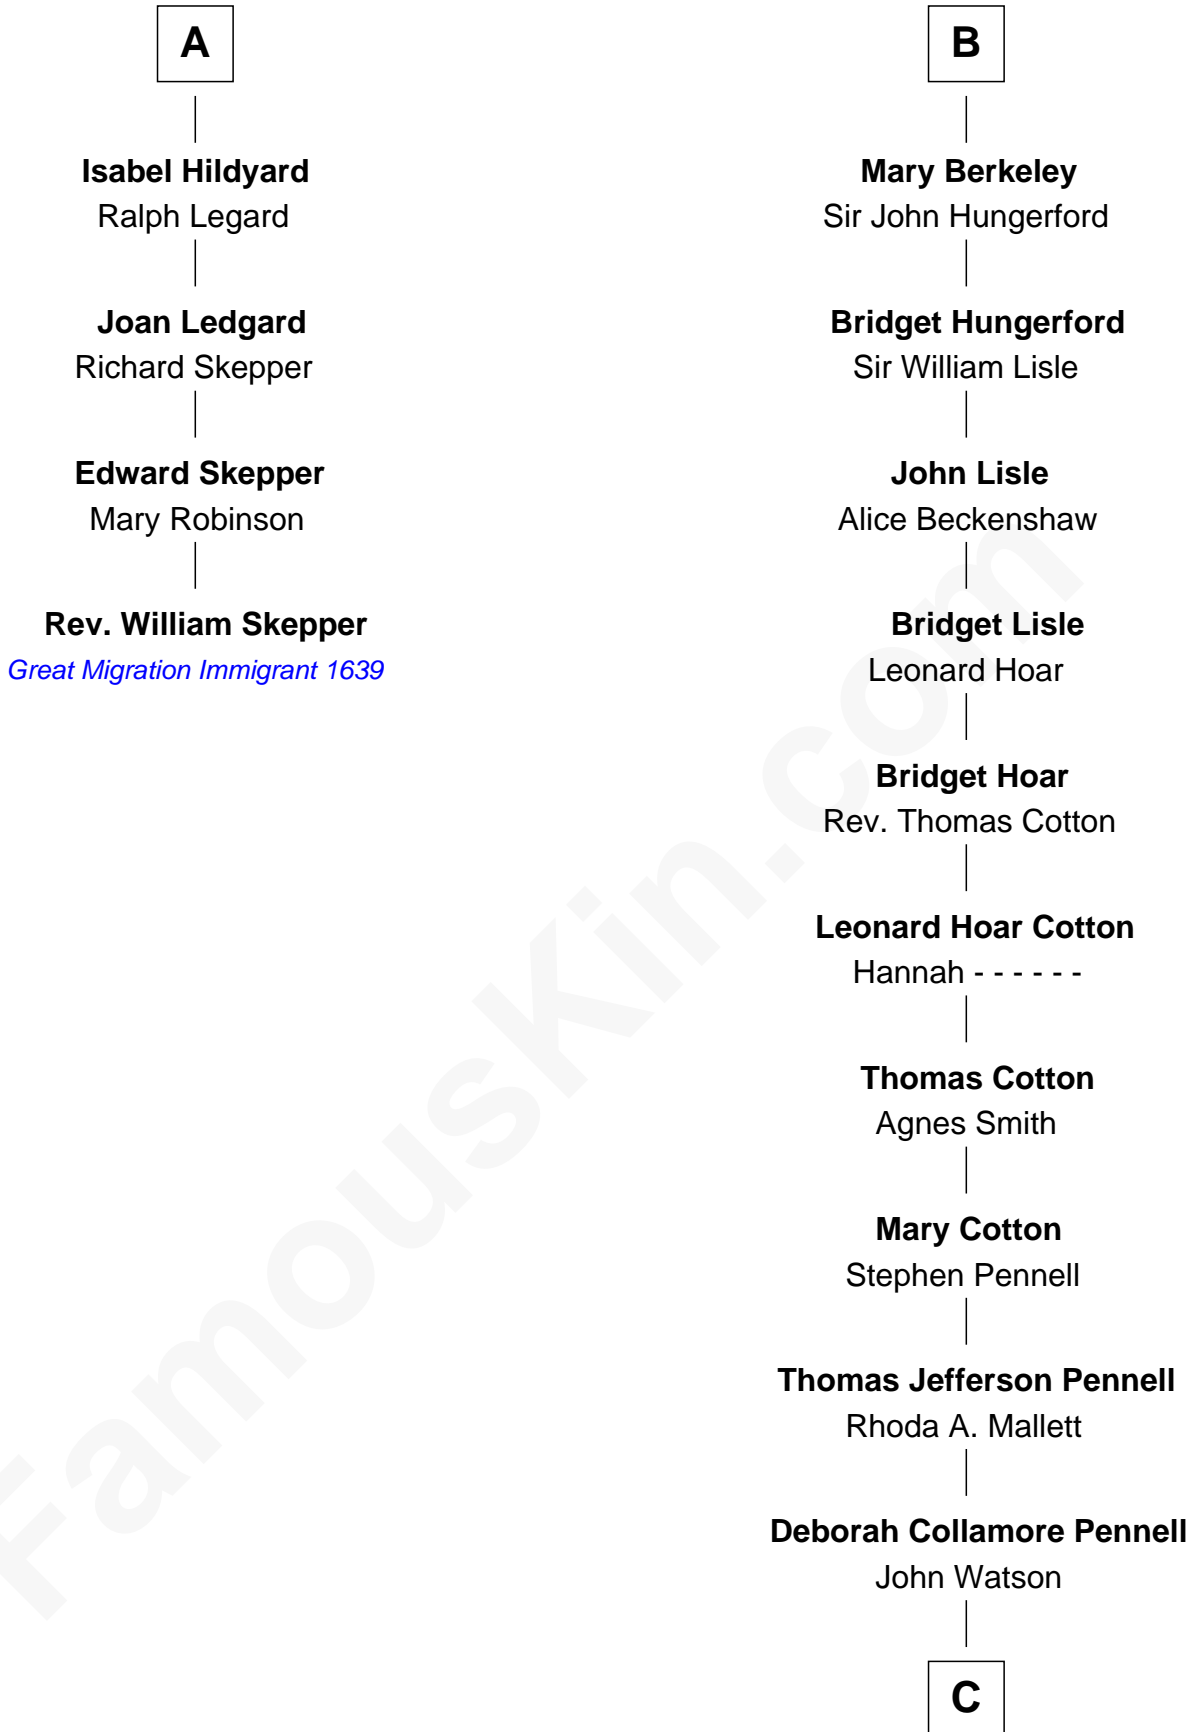 A
Isabel Hildyard
Ralph Legard
Joan Ledgard
Richard Skepper
Edward Skepper
Mary Robinson
Rev. William Skepper
Great Migration Immigrant 1639
B
Mary Berkeley
Sir John Hungerford
Bridget Hungerford
Sir William Lisle
John Lisle
Alice Beckenshaw
Bridget Lisle
Leonard Hoar
Bridget Hoar
Rev. Thomas Cotton
Leonard Hoar Cotton
Hannah - - - - - -
Thomas Cotton
Agnes Smith
Mary Cotton
Stephen Pennell
Thomas Jefferson Pennell
Rhoda A. Mallett
Deborah Collamore Pennell
John Watson
C
FamousKin.com